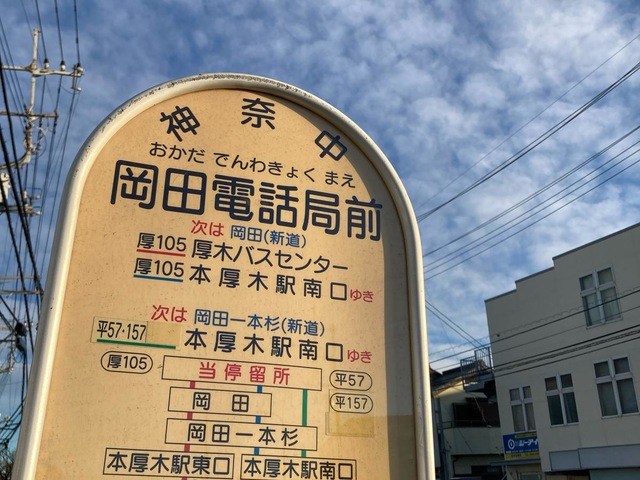 神奈中
おかだ でんわきょく まえ
岡田電話局前
次は 岡田(新道)
厚105 厚木バスセンター
厚105 本厚木駅南口ゆき
次は 岡田一本杉(新道)
平57・157 本厚木駅南口ゆき
厚105 当停留所 平57
岡田 平157
岡田一本杉
本厚木駅東口 本厚木駅南口